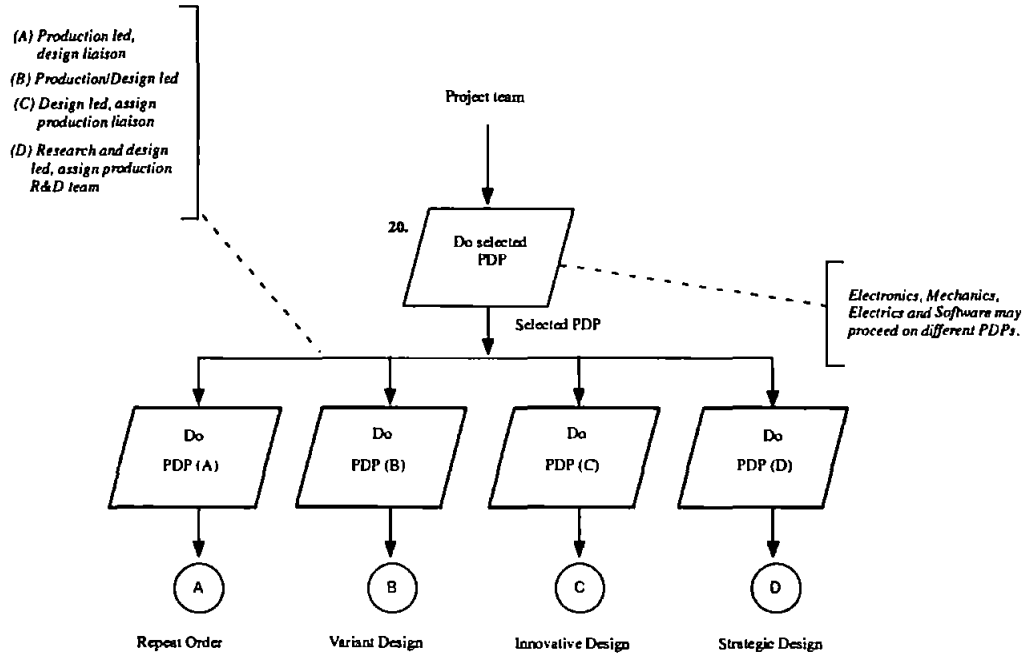 (A) Production led,
design liaison
(B) Production/Design led
(C) Design led, assign
production liaison
(D) Research and design
led, assign production
R&D team
Project team
20.
Do selected
PDP
Selected PDP
Electronics, Mechanics,
Electrics and Software may
proceed on different PDPs.
Do
PDP (A)
Do
PDP (B)
Do
PDP (C)
Do
PDP (D)
A
B
C
D
Repeat Order
Variant Design
Innovative Design
Strategic Design